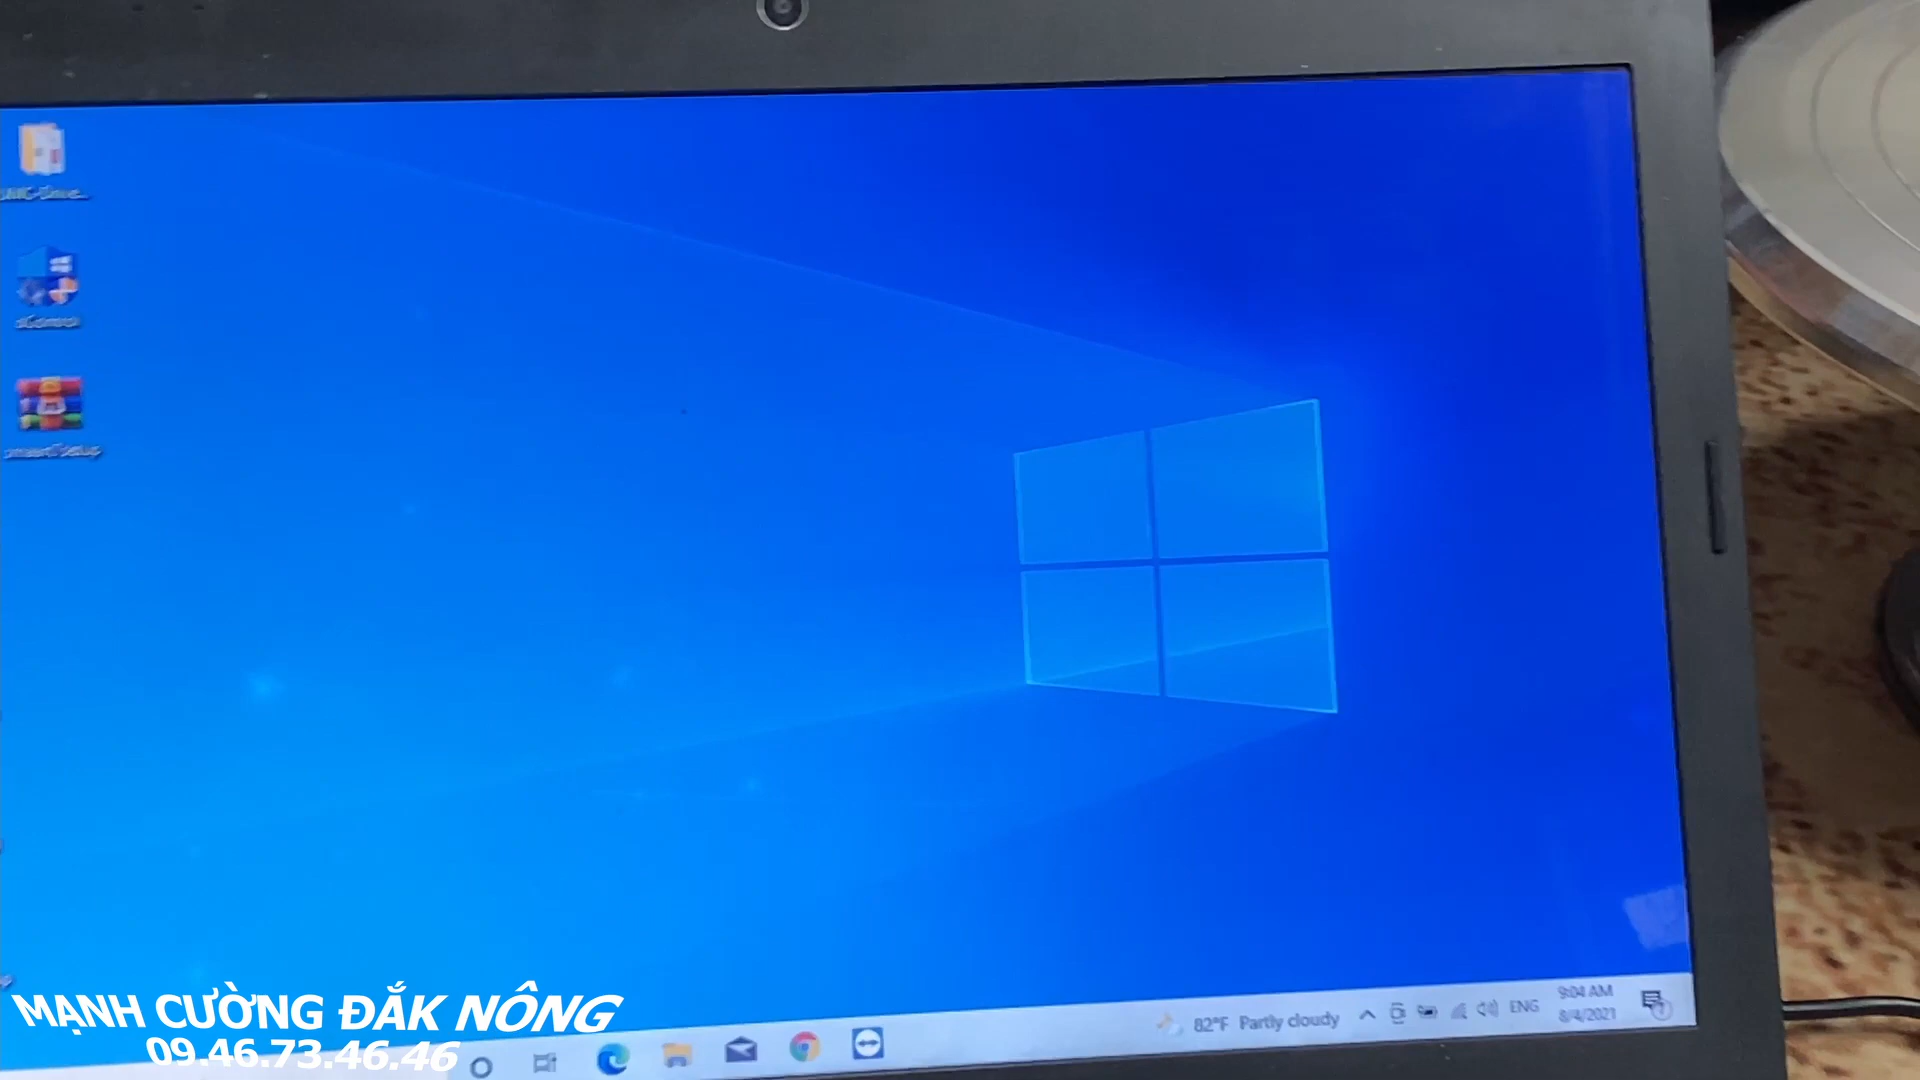 MẠNH CƯỜNG ĐẮK NÔNG
09.46.73.46.46
82°F Partly cloudy
ENG
9:04 AM
8/4/2021